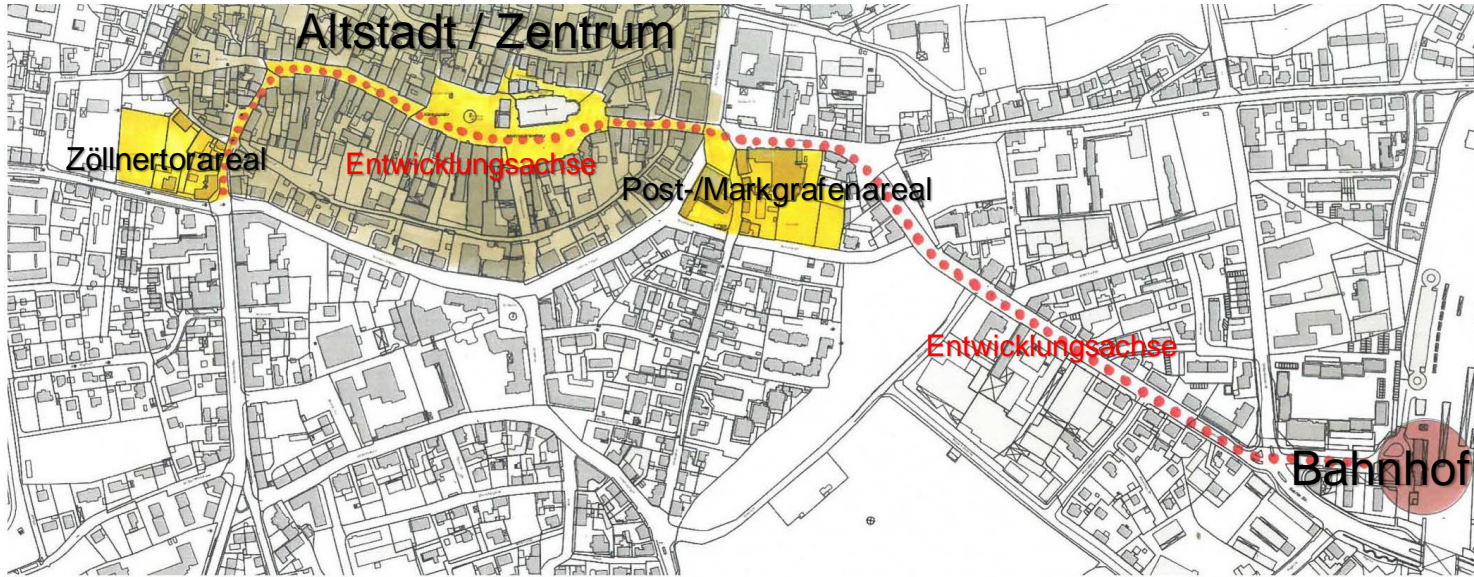 Altstadt / Zentrum
Zöllnertorareal
Entwicklungsachse
Post-/Markgrafenareal
Entwicklungsachse
Bahnhof